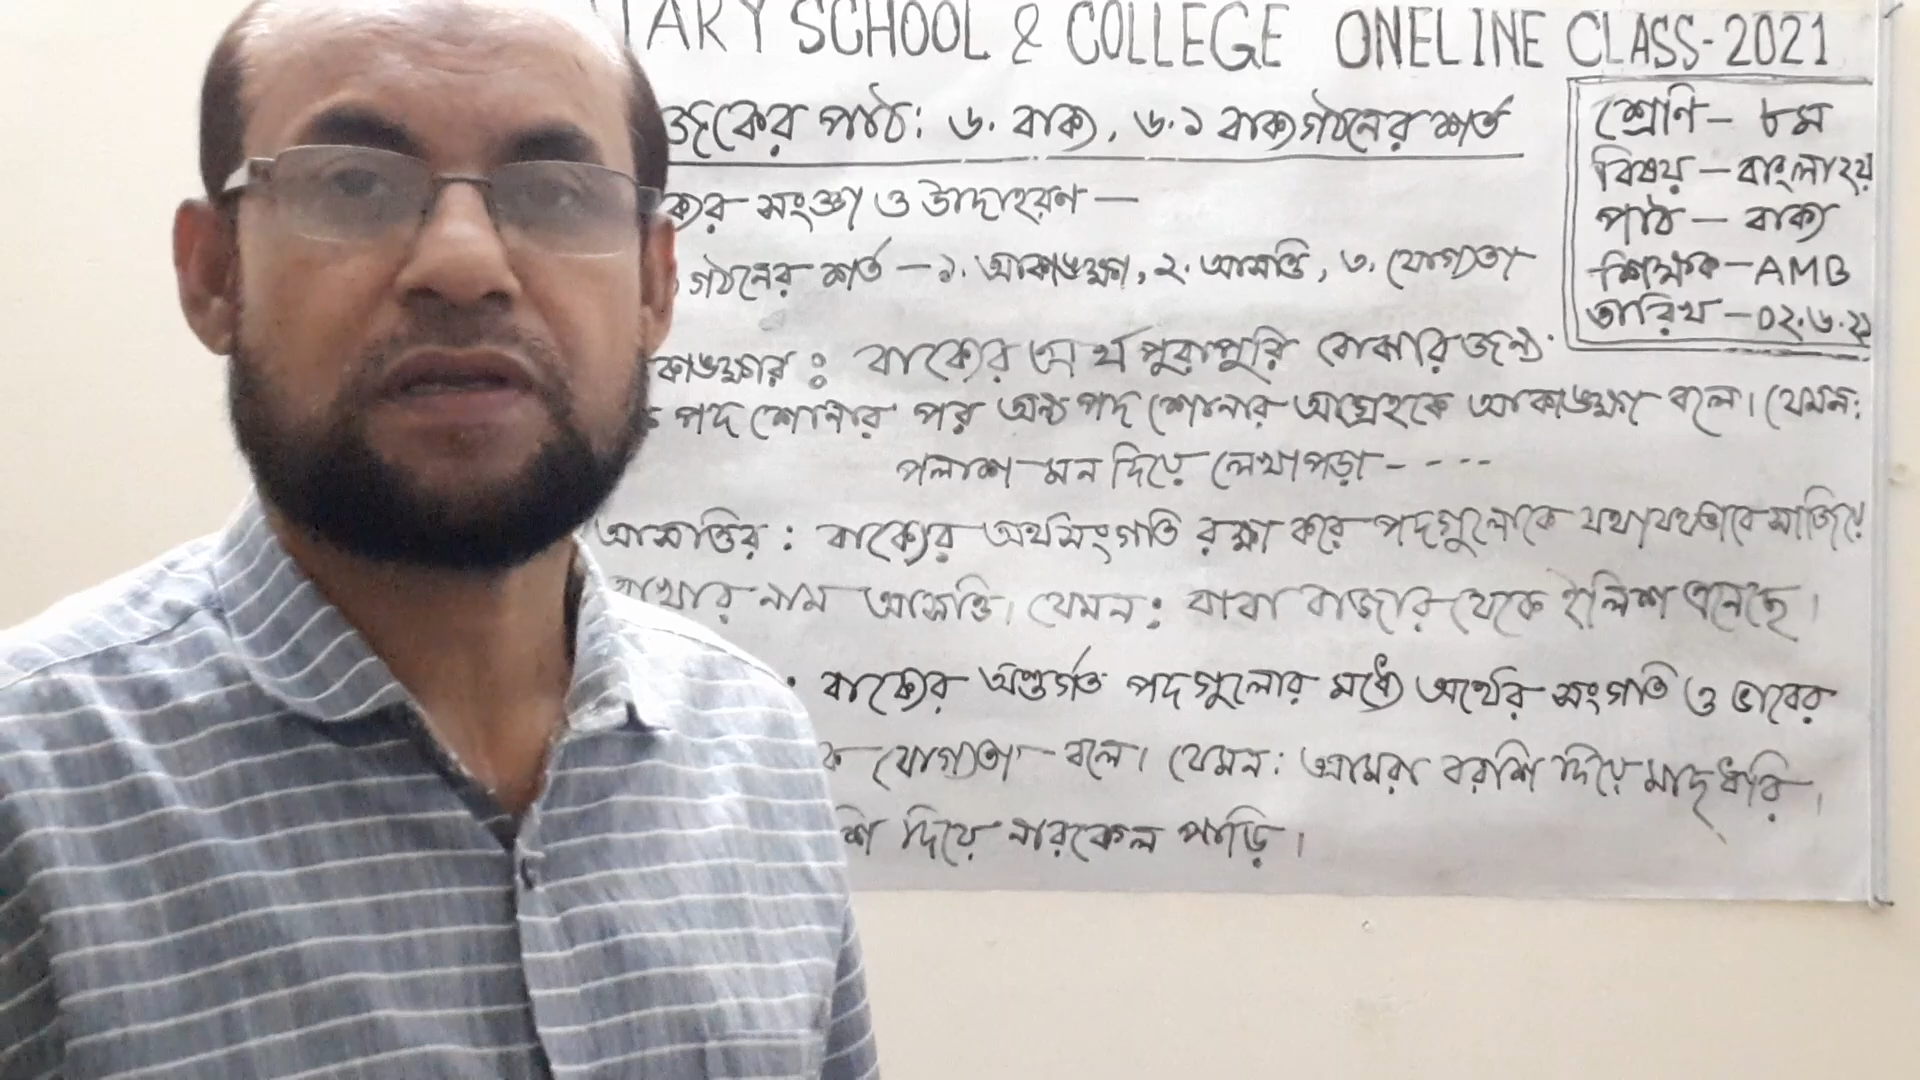 TARY SCHOOL & COLLEGE ONELINE CLASS-2021
পাঠ: ৬. বাক্য, ৬.১ বাক্যগঠনের শর্ত
শ্রেণি - ৮ম
বিষয় - বাংলা২য়
পাঠ - বাক্য
শিক্ষক - AMB
তারিখ - ০২.৬.২১
সংজ্ঞা ও উদাহরণ —
গঠনের শর্ত - ১. আকাঙক্ষা, ২. আসত্তি, ৩. যোগ্যতা
: বাক্যের অর্থ পুরাপুরি বোঝার জন্য
পদ শোনার পর অন্য পদ শোনার আগ্রহকে আকাঙক্ষা বলে। যেমন:
পলাশ মন দিয়ে লেখাপড়া - - - -
আসত্তির : বাক্যের অর্থসংগতি রক্ষা করে পদগুলোকে যথাযথভাবে সাজিয়ে
নাম আসত্তি। যেমন: বাবা বাজার থেকে ইলিশ এনেছে।
বাক্যের অন্তর্গত পদগুলোর মধ্যে অর্থের সংগতি ও ভাবের
যোগ্যতা বলে। যেমন: আমরা বরশি দিয়ে মাছ ধরি।
দিয়ে নারকেল পাড়ি।